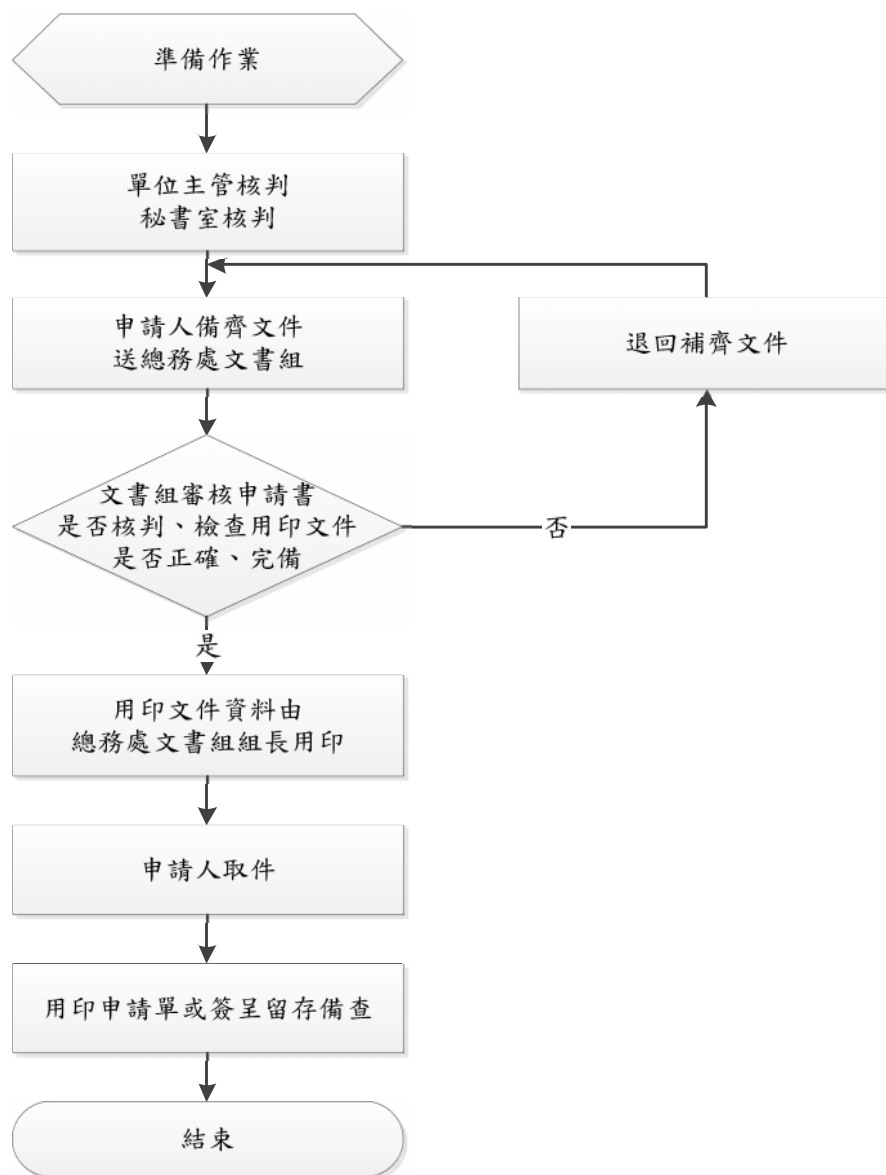 準備作業
單位主管核判
秘書室核判
申請人備齊文件
送總務處文書組
退回補齊文件
文書組審核申請書
是否核判、檢查用印文件
是否正確、完備
否
是
用印文件資料由
總務處文書組組長用印
申請人取件
用印申請單或簽呈留存備查
結束